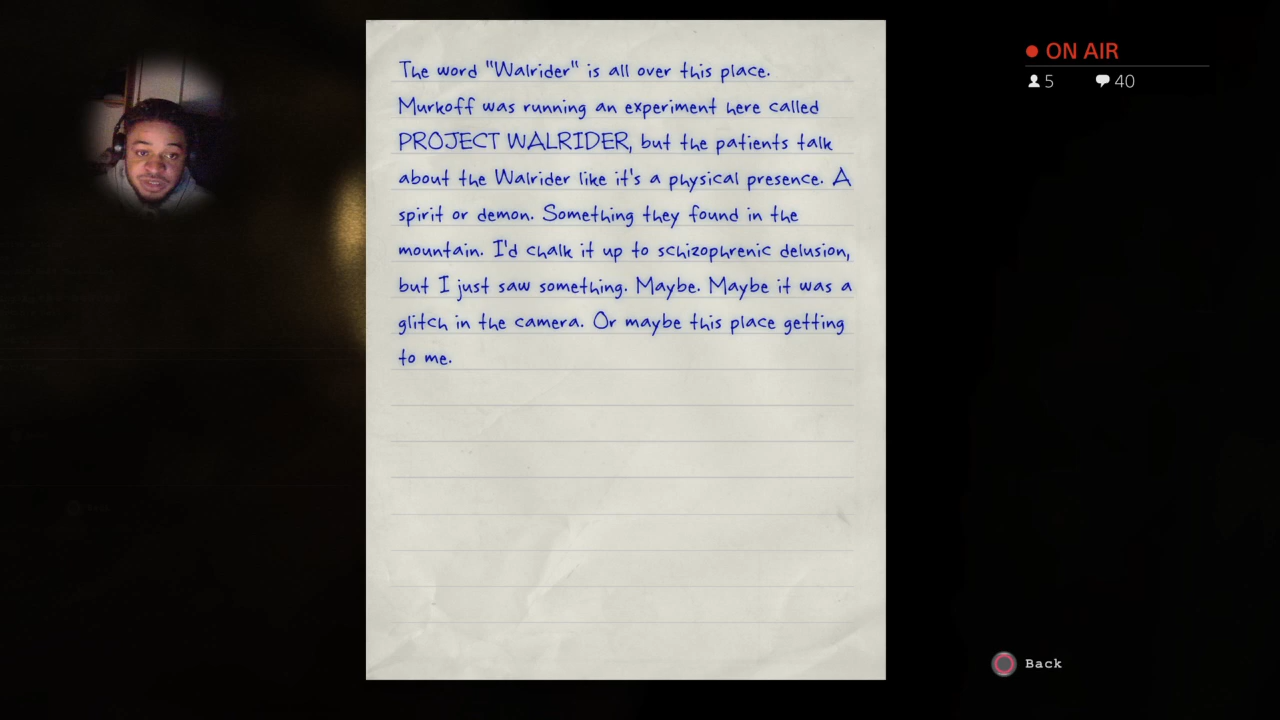 The word "Walrider" is all over this place.
Murkoff was running an experiment here called
PROJECT WALRIDER, but the patients talk
about the Walrider like it's a physical presence. A
spirit or demon. Something they found in the
mountain. I'd chalk it up to schizophrenic delusion,
but I just saw something. Maybe. Maybe it was a
glitch in the camera. Or maybe this place getting
to me.
ON AIR
5 40
Back